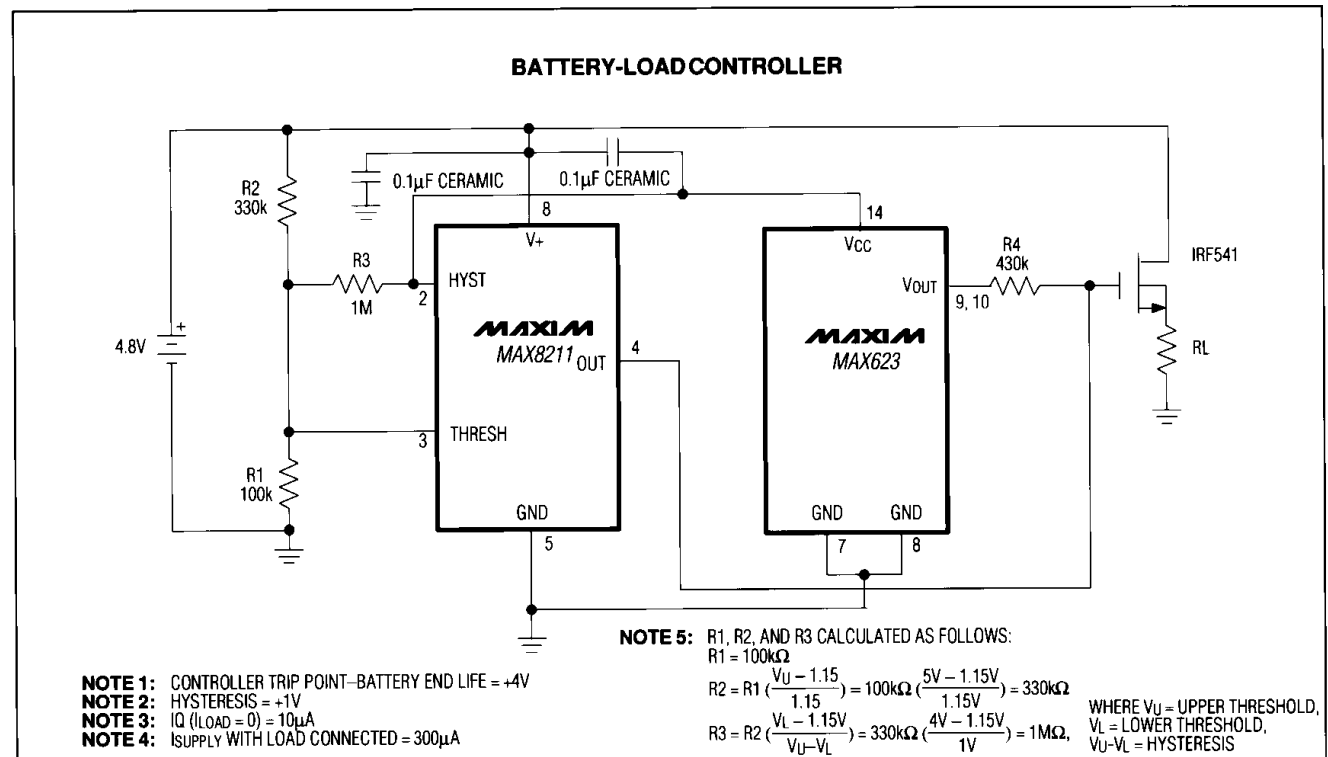 BATTERY-LOAD CONTROLLER
R2
330k
0.1µF CERAMIC
0.1µF CERAMIC
8
14
V+
VCC
R3
1M
2
HYST
R4
430k
VOUT
9, 10
IRF541
MAXIM
MAX8211
OUT
4
MAXIM
MAX623
4.8V
+
RL
3
THRESH
R1
100k
GND
5
GND
GND
7
8
NOTE 1: CONTROLLER TRIP POINT–BATTERY END LIFE = +4V
NOTE 2: HYSTERESIS = +1V
NOTE 3: IQ (ILOAD = 0) = 10µA
NOTE 4: ISUPPLY WITH LOAD CONNECTED = 300µA
NOTE 5: R1, R2, AND R3 CALCULATED AS FOLLOWS:
R1 = 100kΩ
R2 = R1 (VU – 1.15 / 1.15) = 100kΩ (5V – 1.15V / 1.15V) = 330kΩ
R3 = R2 (VL – 1.15V / VU–VL) = 330kΩ (4V – 1.15V / 1V) = 1MΩ,
WHERE VU = UPPER THRESHOLD,
VL = LOWER THRESHOLD,
VU-VL = HYSTERESIS